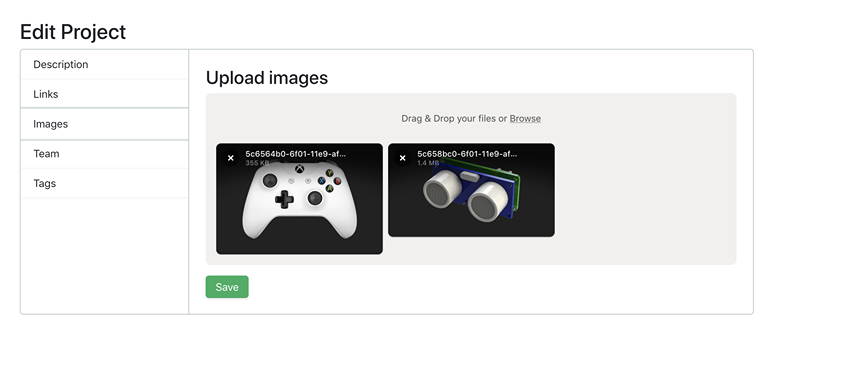 Edit Project
Description
Links
Images
Team
Tags
Upload images
Drag & Drop your files or Browse
5c6564b0-6f01-11e9-af...
355 KB
5c658bc0-6f01-11e9-af...
1.4 MB
Save